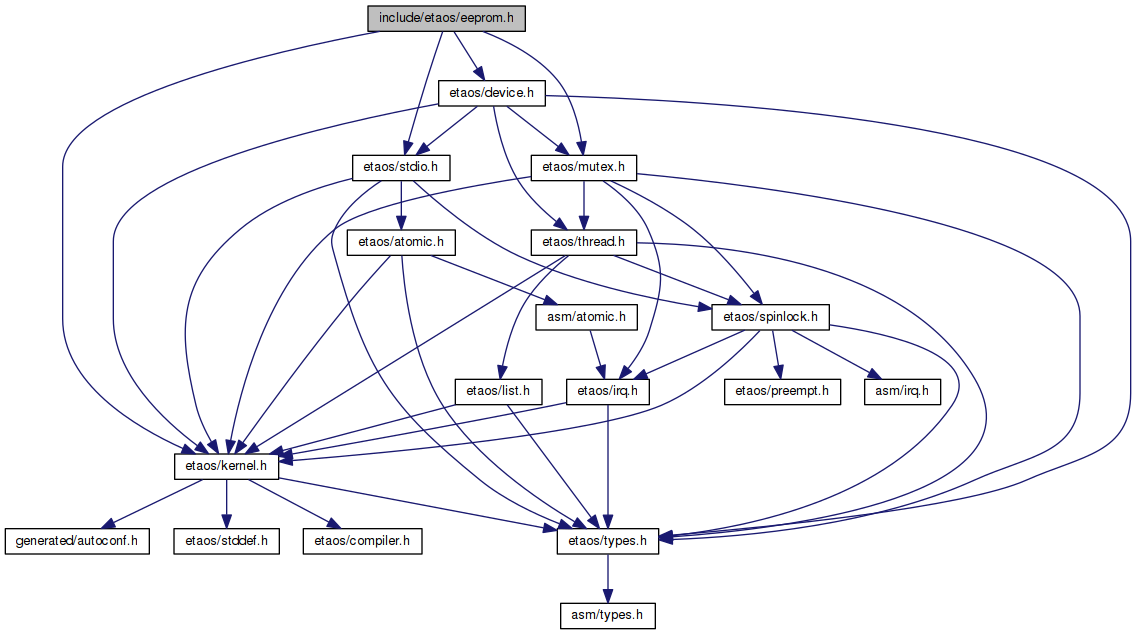 include/etaos/eeprom.h
etaos/device.h
etaos/stdio.h
etaos/mutex.h
etaos/atomic.h
etaos/thread.h
asm/atomic.h
etaos/spinlock.h
etaos/list.h
etaos/irq.h
etaos/preempt.h
asm/irq.h
etaos/kernel.h
generated/autoconf.h
etaos/stddef.h
etaos/compiler.h
etaos/types.h
asm/types.h